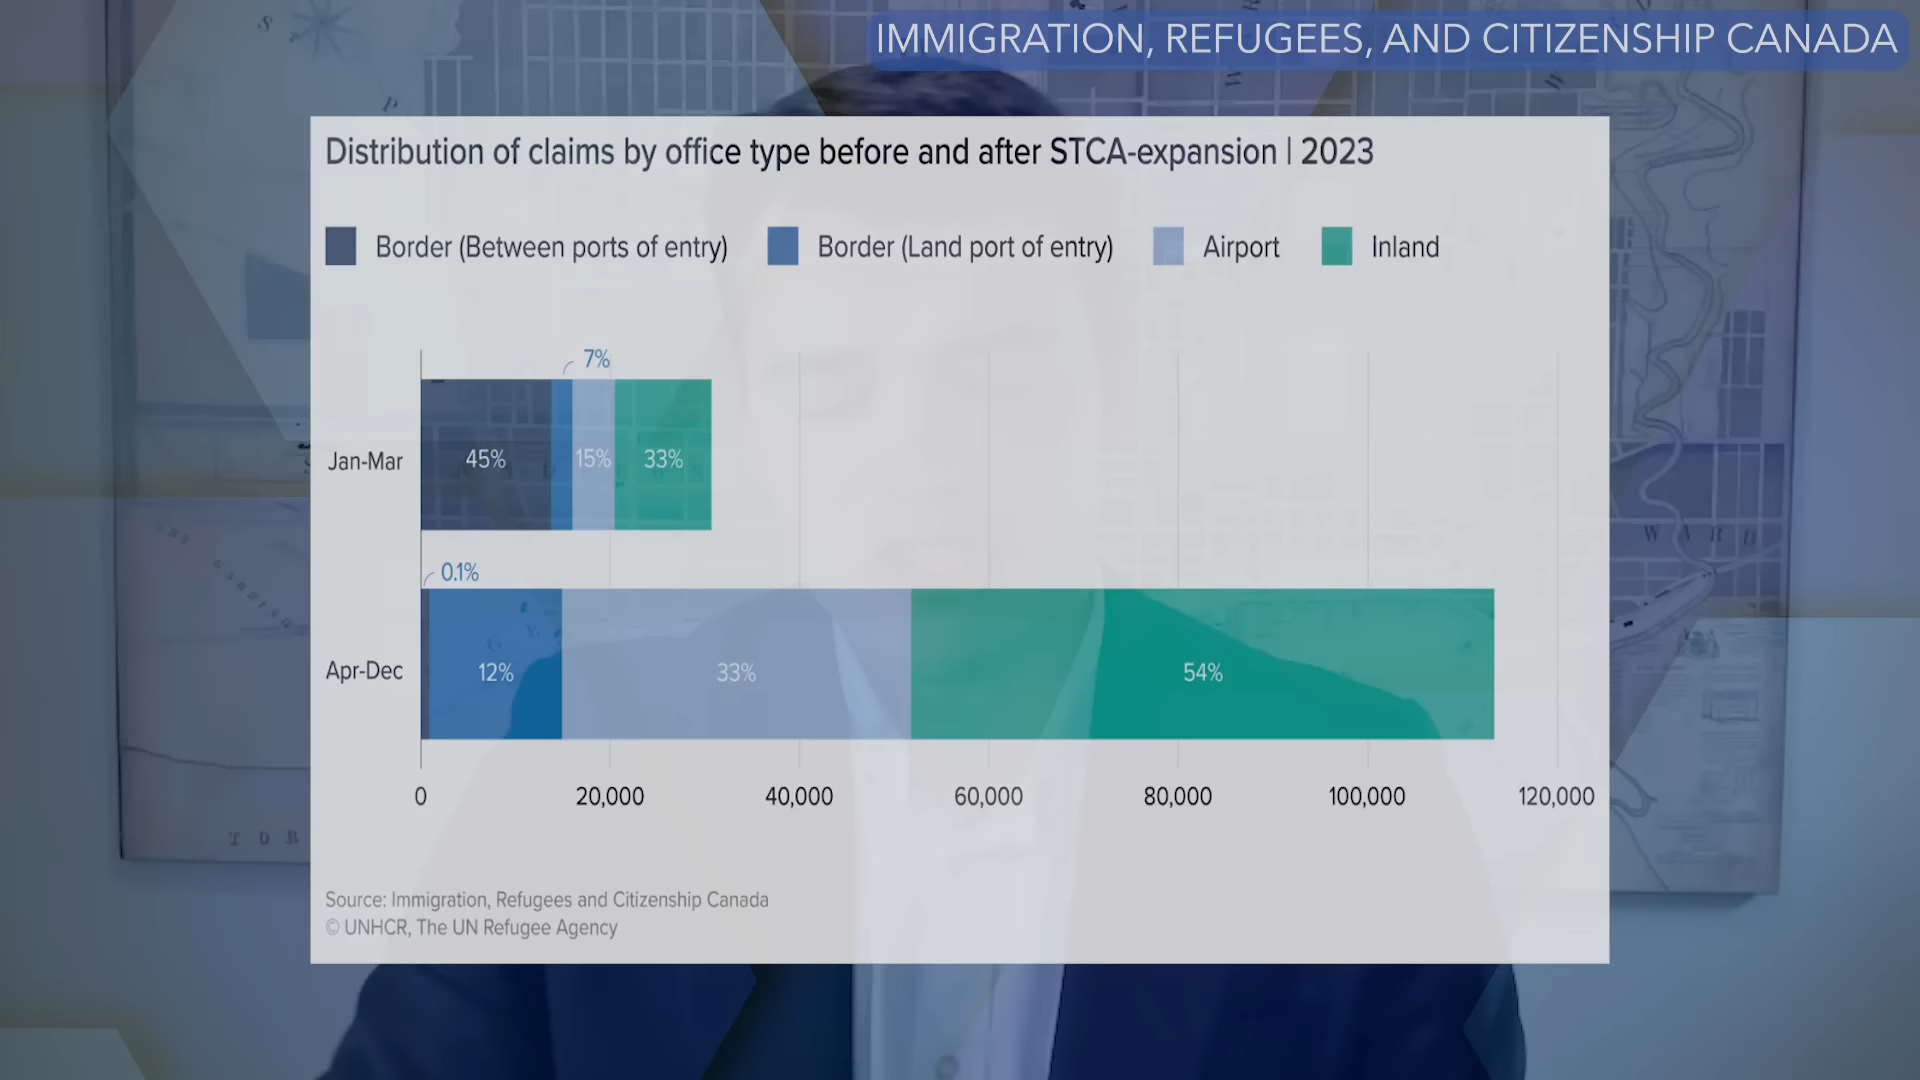 IMMIGRATION, REFUGEES, AND CITIZENSHIP CANADA
Distribution of claims by office type before and after STCA-expansion | 2023
Border (Between ports of entry) Border (Land port of entry) Airport Inland
7%
Jan-Mar 45% 15% 33%
0.1%
Apr-Dec 12% 33% 54%
0 20,000 40,000 60,000 80,000 100,000 120,000
Source: Immigration, Refugees and Citizenship Canada
© UNHCR, The UN Refugee Agency
W A R D